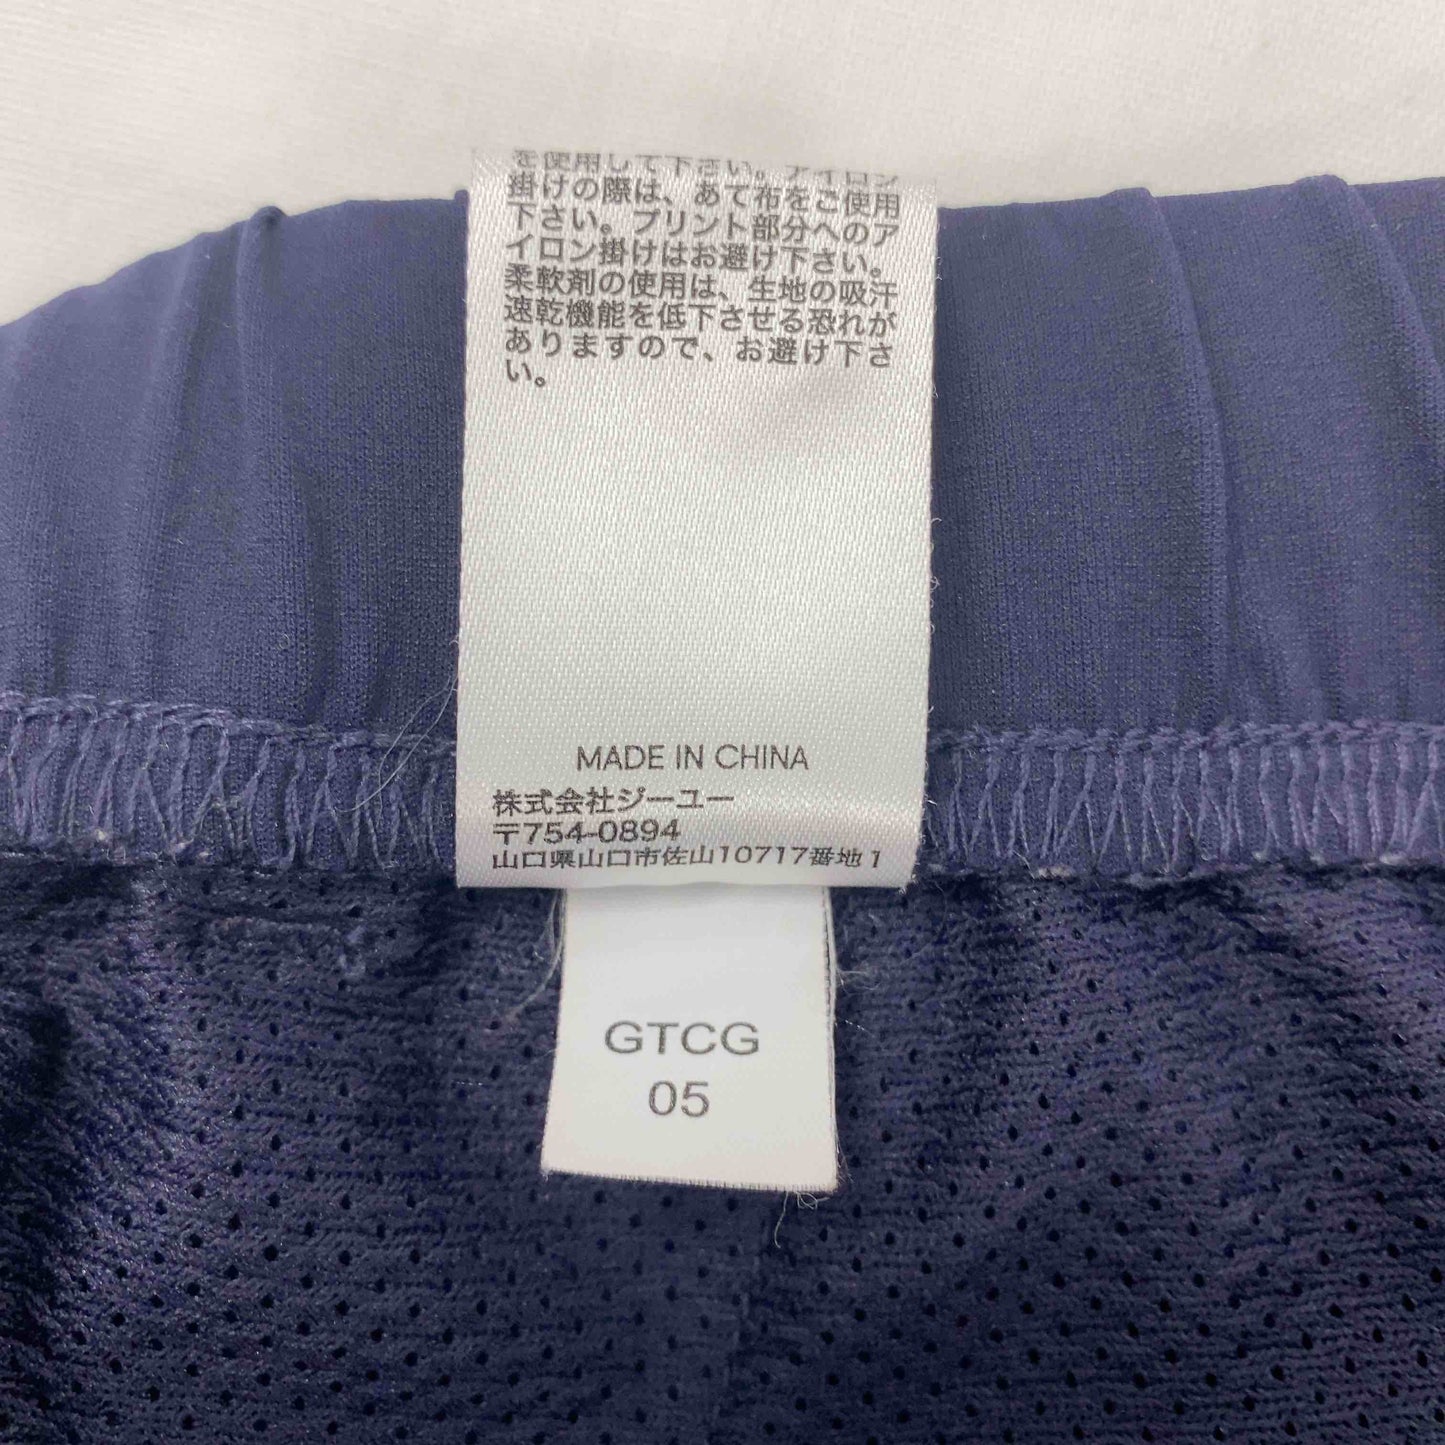 を使用して下さい。アイロン
掛けの際は、あて布をご使用
下さい。プリント部分へのア
イロン掛けはお避け下さい。
柔軟剤の使用は、生地の吸汗
速乾機能を低下させる恐れが
ありますので、お避け下さ
い。
MADE IN CHINA
株式会社ジーユー
〒754-0894
山口県山口市佐山10717番地1
GTCG
05